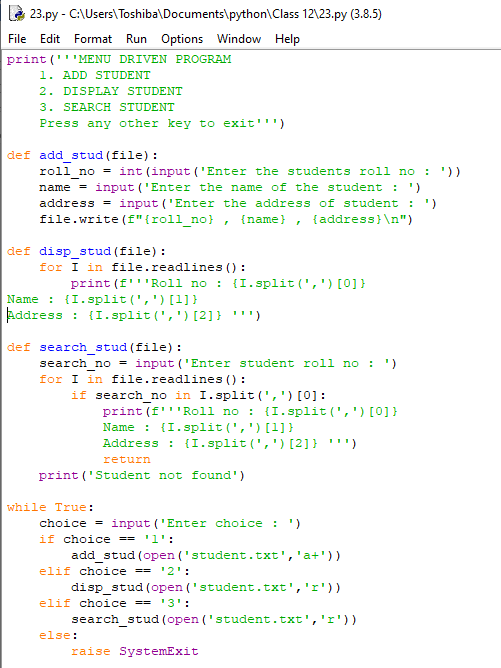 23.py - C:\Users\Toshiba\Documents\python\Class 12\23.py (3.8.5)
File Edit Format Run Options Window Help
print('''MENU DRIVEN PROGRAM
    1. ADD STUDENT
    2. DISPLAY STUDENT
    3. SEARCH STUDENT
    Press any other key to exit''')

def add_stud(file):
    roll_no = int(input('Enter the students roll no : '))
    name = input('Enter the name of the student : ')
    address = input('Enter the address of student : ')
    file.write(f"{roll_no} , {name} , {address}\n")

def disp_stud(file):
    for I in file.readlines():
        print(f'''Roll no : {I.split(',')[0]}
Name : {I.split(',')[1]}
Address : {I.split(',')[2]} ''')

def search_stud(file):
    search_no = input('Enter student roll no : ')
    for I in file.readlines():
        if search_no in I.split(',')[0]:
            print(f'''Roll no : {I.split(',')[0]}
            Name : {I.split(',')[1]}
            Address : {I.split(',')[2]} ''')
            return
    print('Student not found')

while True:
    choice = input('Enter choice : ')
    if choice == '1':
        add_stud(open('student.txt','a+'))
    elif choice == '2':
        disp_stud(open('student.txt','r'))
    elif choice == '3':
        search_stud(open('student.txt','r'))
    else:
        raise SystemExit